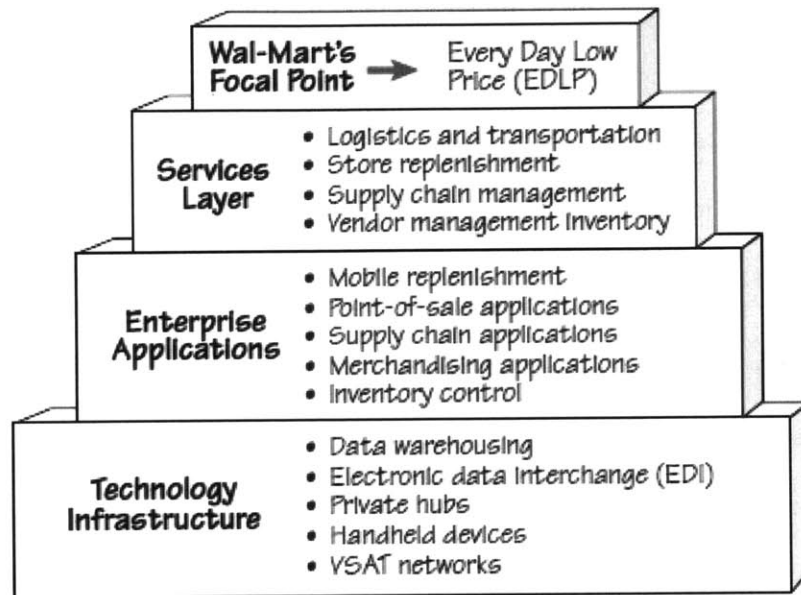 Wal-Mart's
Focal Point
Every Day Low
Price (EDLP)
Services
Layer
• Logistics and transportation
• Store replenishment
• Supply chain management
• Vendor management inventory
Enterprise
Applications
• Mobile replenishment
• Point-of-sale applications
• Supply chain applications
• Merchandising applications
• Inventory control
Technology
Infrastructure
• Data warehousing
• Electronic data interchange (EDI)
• Private hubs
• Handheld devices
• VSAT networks